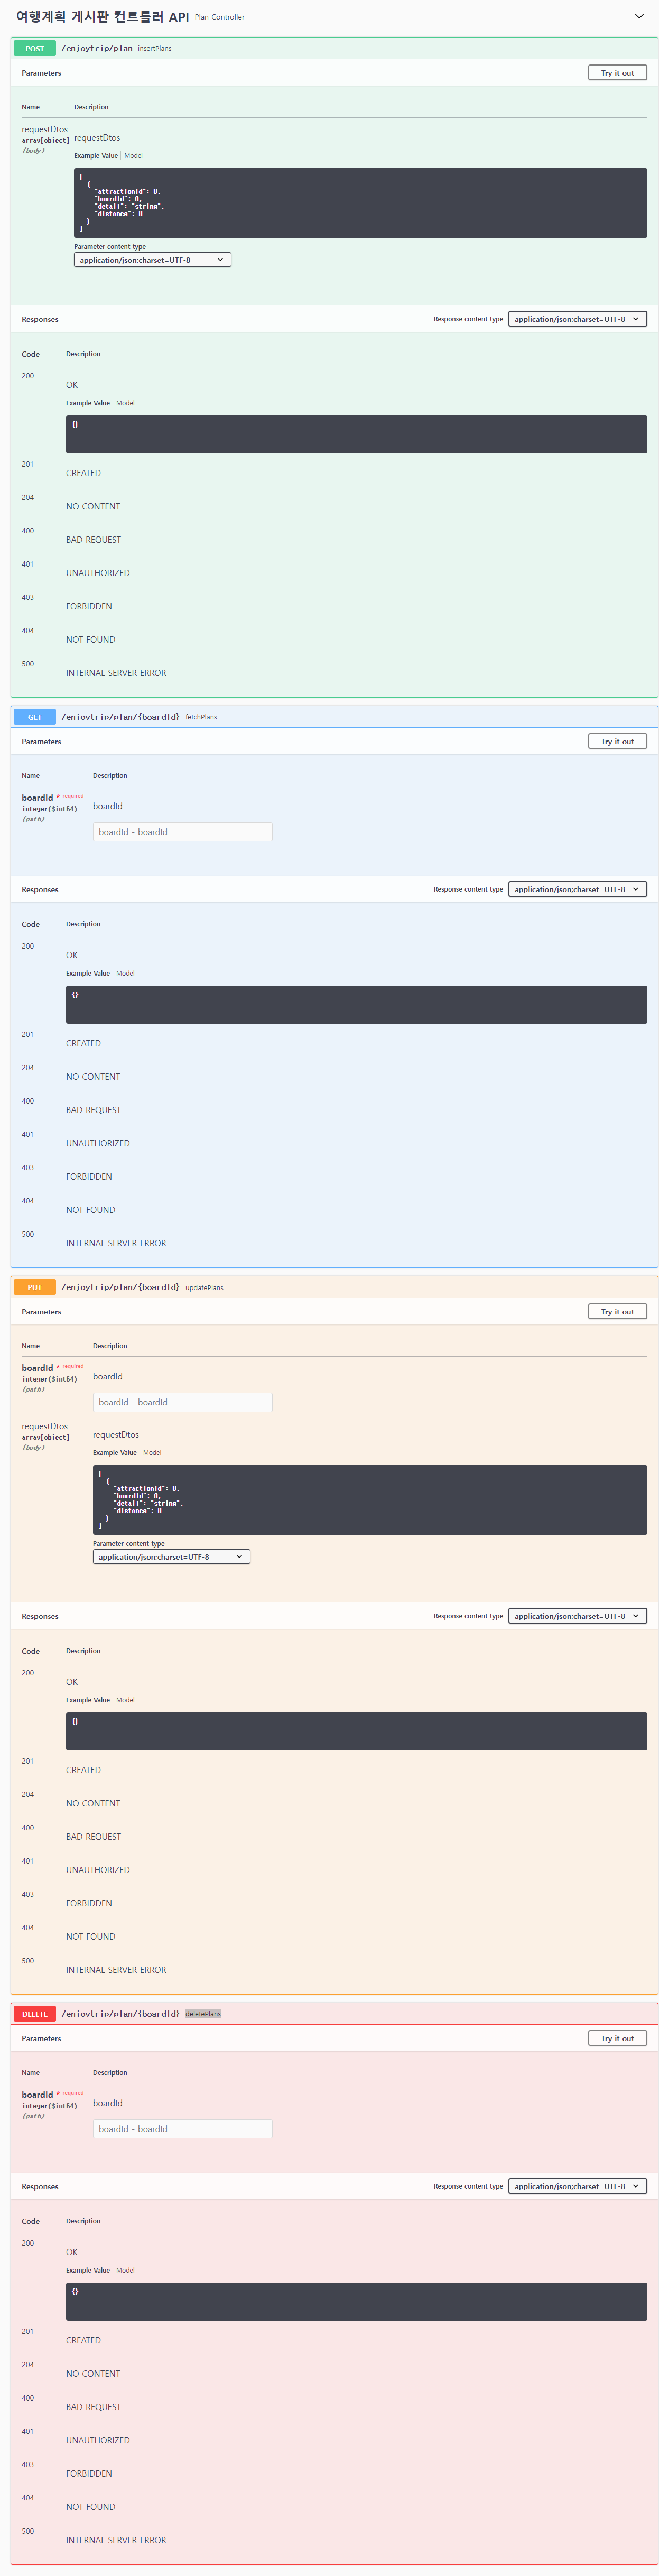 여행계획 게시판 컨트롤러 API Plan Controller
POST /enjoytrip/plan insertPlans
Parameters Try it out
Name Description
requestDtos
array[object]
(body)
requestDtos
Example Value | Model
[
{
"attractionId": 0,
"boardId": 0,
"detail": "string",
"distance": 0
}
]
Parameter content type
application/json;charset=UTF-8
Responses Response content type application/json;charset=UTF-8
Code Description
200
OK
Example Value | Model
{}
201
CREATED
204
NO CONTENT
400
BAD REQUEST
401
UNAUTHORIZED
403
FORBIDDEN
404
NOT FOUND
500
INTERNAL SERVER ERROR
GET /enjoytrip/plan/{boardId} fetchPlans
Parameters Try it out
Name Description
boardId * required
integer($int64)
(path)
boardId
boardId - boardId
Responses Response content type application/json;charset=UTF-8
Code Description
200
OK
Example Value | Model
{}
201
CREATED
204
NO CONTENT
400
BAD REQUEST
401
UNAUTHORIZED
403
FORBIDDEN
404
NOT FOUND
500
INTERNAL SERVER ERROR
PUT /enjoytrip/plan/{boardId} updatePlans
Parameters Try it out
Name Description
boardId * required
integer($int64)
(path)
boardId
boardId - boardId
requestDtos
array[object]
(body)
requestDtos
Example Value | Model
[
{
"attractionId": 0,
"boardId": 0,
"detail": "string",
"distance": 0
}
]
Parameter content type
application/json;charset=UTF-8
Responses Response content type application/json;charset=UTF-8
Code Description
200
OK
Example Value | Model
{}
201
CREATED
204
NO CONTENT
400
BAD REQUEST
401
UNAUTHORIZED
403
FORBIDDEN
404
NOT FOUND
500
INTERNAL SERVER ERROR
DELETE /enjoytrip/plan/{boardId} deletePlans
Parameters Try it out
Name Description
boardId * required
integer($int64)
(path)
boardId
boardId - boardId
Responses Response content type application/json;charset=UTF-8
Code Description
200
OK
Example Value | Model
{}
201
CREATED
204
NO CONTENT
400
BAD REQUEST
401
UNAUTHORIZED
403
FORBIDDEN
404
NOT FOUND
500
INTERNAL SERVER ERROR